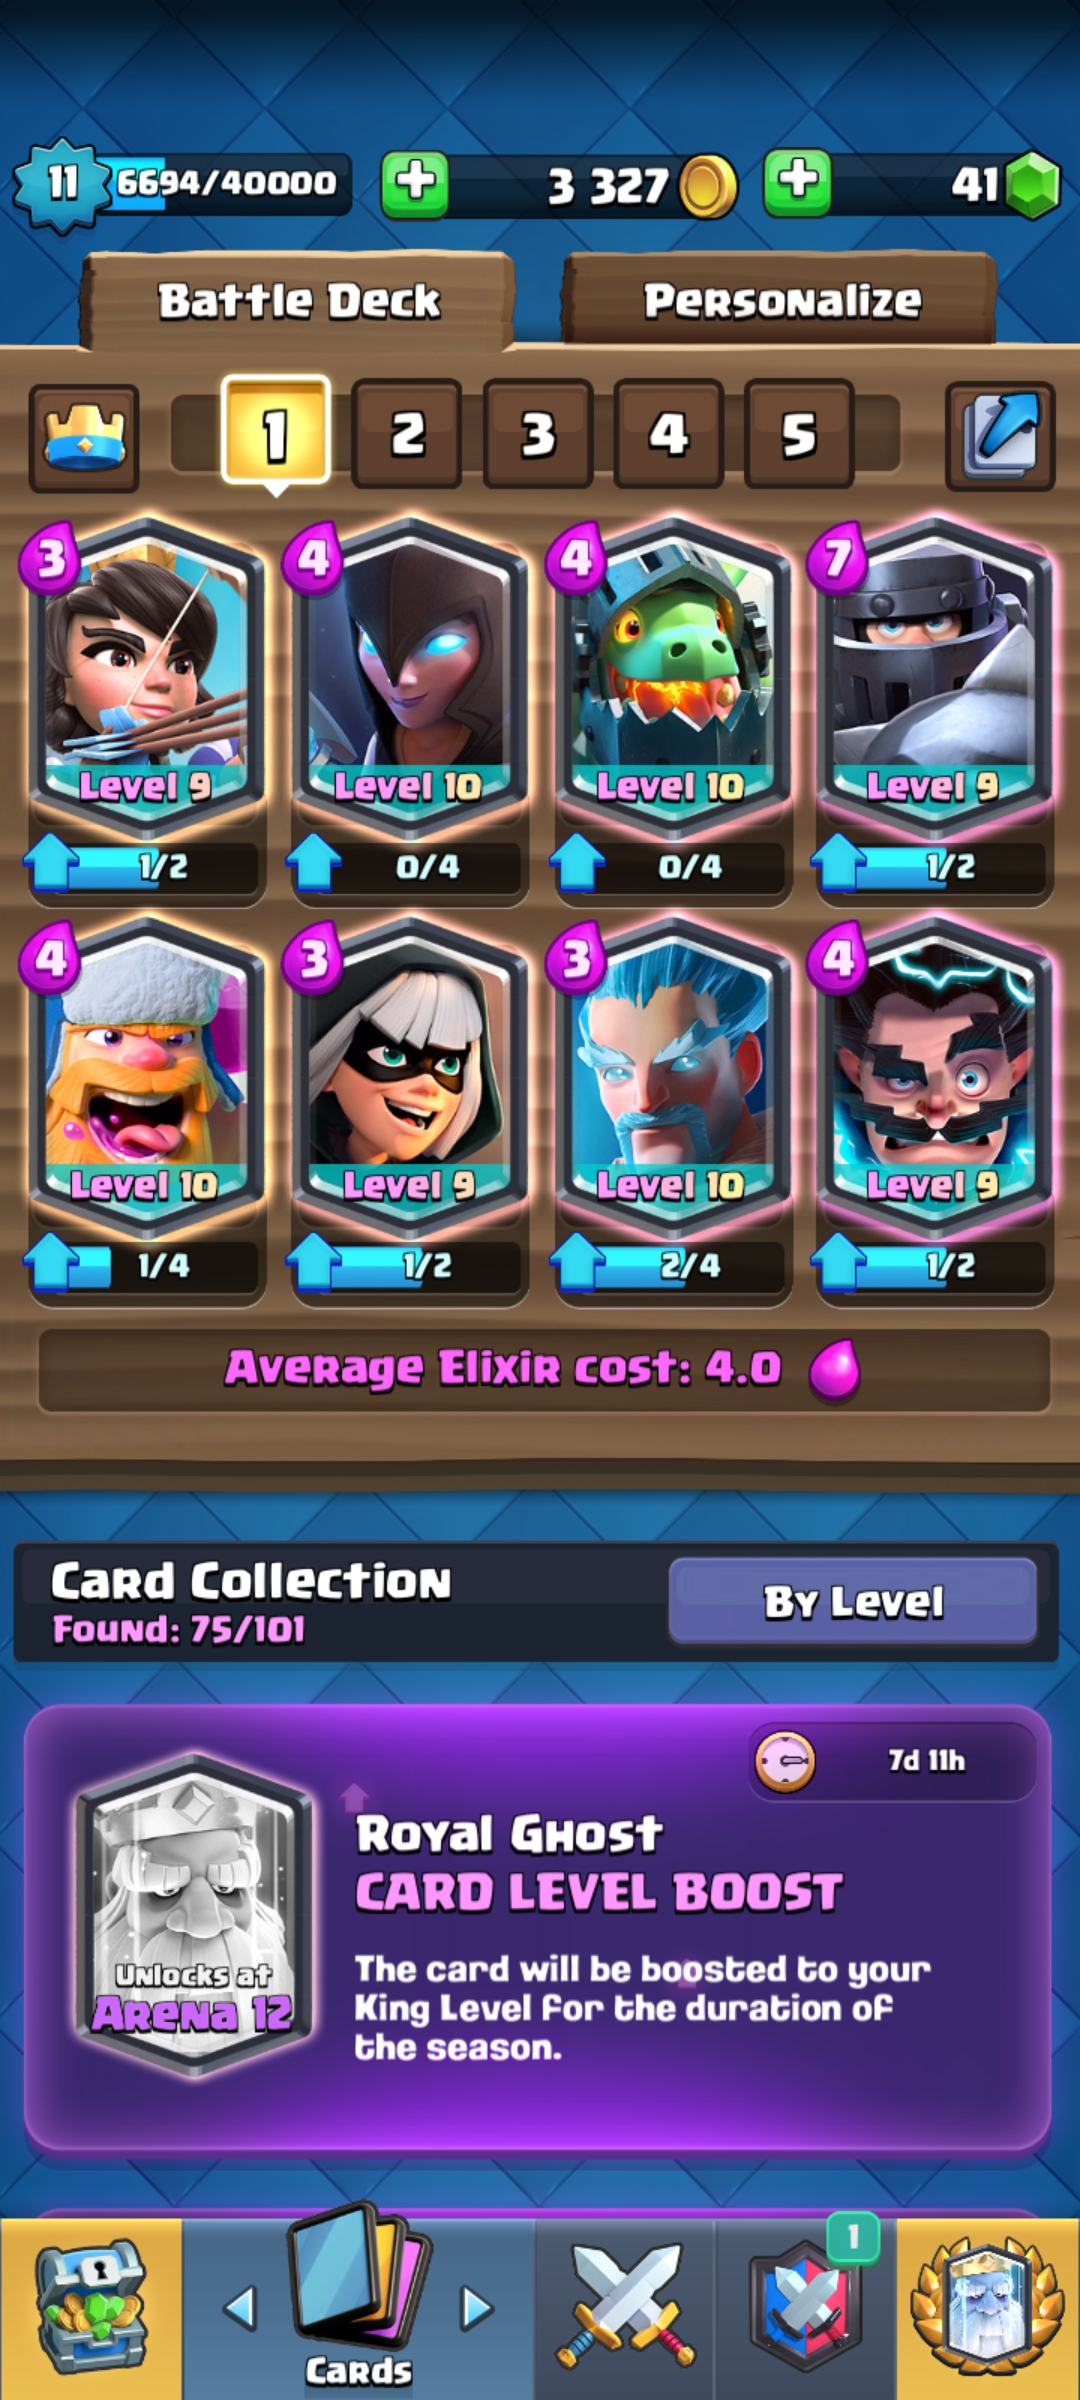 11 6694/40000 3 327 41
Battle Deck Personalize
1 2 3 4 5
3 4 4 7
Level 9 Level 10 Level 10 Level 9
1/2 0/4 0/4 1/2
4 3 3 4
Level 10 Level 9 Level 10 Level 9
1/4 1/2 2/4 1/2
Average Elixir cost: 4.0
Card Collection
Found: 75/101
By Level
7d 11h
Royal Ghost
CARD LEVEL BOOST
Unlocks at
Arena 12
The card will be boosted to your
King Level for the duration of
the season.
1
Cards